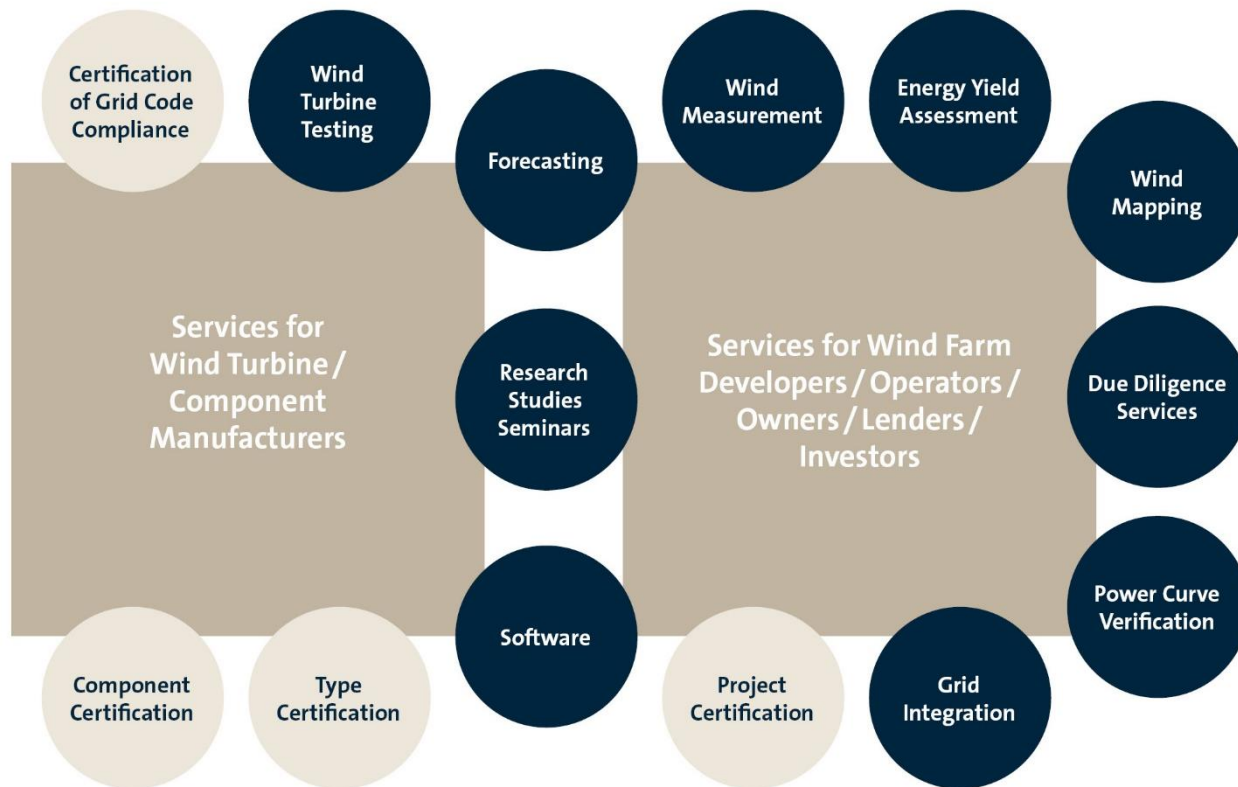 Certification
of Grid Code
Compliance
Wind
Turbine
Testing
Forecasting
Wind
Measurement
Energy Yield
Assessment
Wind
Mapping
Services for
Wind Turbine /
Component
Manufacturers
Research
Studies
Seminars
Services for Wind Farm
Developers / Operators /
Owners / Lenders /
Investors
Due Diligence
Services
Component
Certification
Type
Certification
Software
Project
Certification
Grid
Integration
Power Curve
Verification